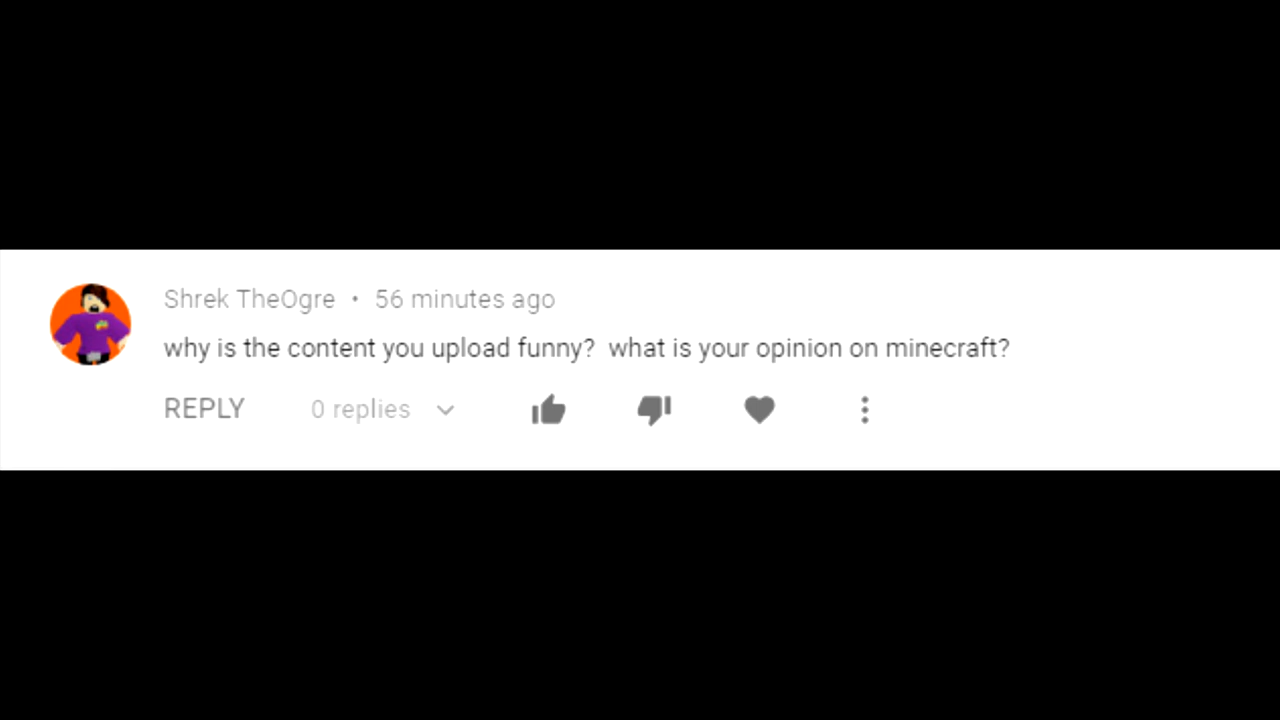 Shrek TheOgre • 56 minutes ago
why is the content you upload funny?  what is your opinion on minecraft?
REPLY 0 replies